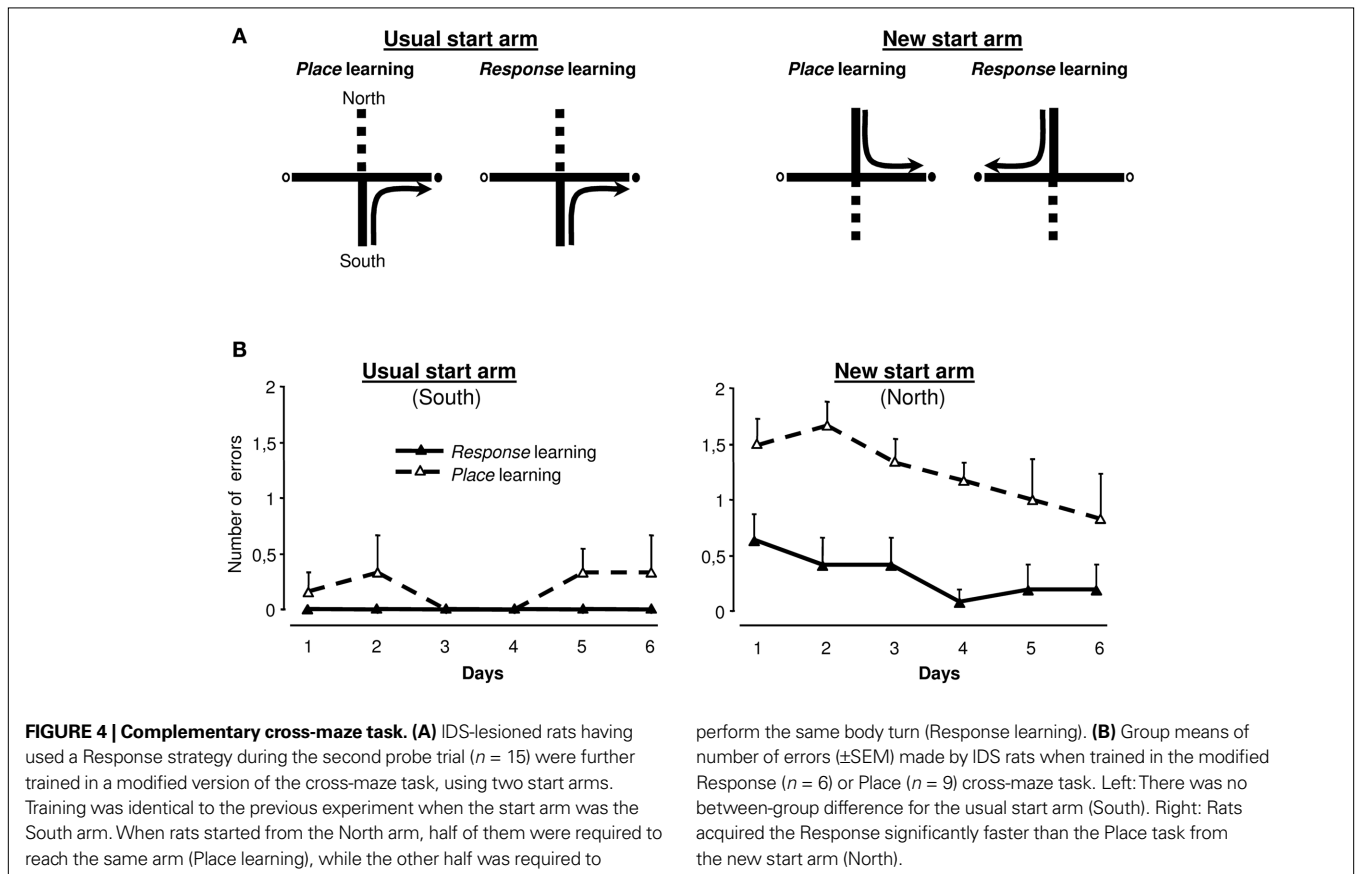 A
Usual start arm
New start arm
Place learning
Response learning
Place learning
Response learning
North
South
B
Usual start arm
(South)
New start arm
(North)
Number of errors
2
1,5
1
0,5
0
Response learning
Place learning
1 2 3 4 5 6
Days
2
1,5
1
0,5
0
1 2 3 4 5 6
Days
FIGURE 4 | Complementary cross-maze task. (A) IDS-lesioned rats having
used a Response strategy during the second probe trial (n = 15) were further
trained in a modified version of the cross-maze task, using two start arms.
Training was identical to the previous experiment when the start arm was the
South arm. When rats started from the North arm, half of them were required to
reach the same arm (Place learning), while the other half was required to
perform the same body turn (Response learning). (B) Group means of
number of errors (±SEM) made by IDS rats when trained in the modified
Response (n = 6) or Place (n = 9) cross-maze task. Left: There was no
between-group difference for the usual start arm (South). Right: Rats
acquired the Response significantly faster than the Place task from
the new start arm (North).